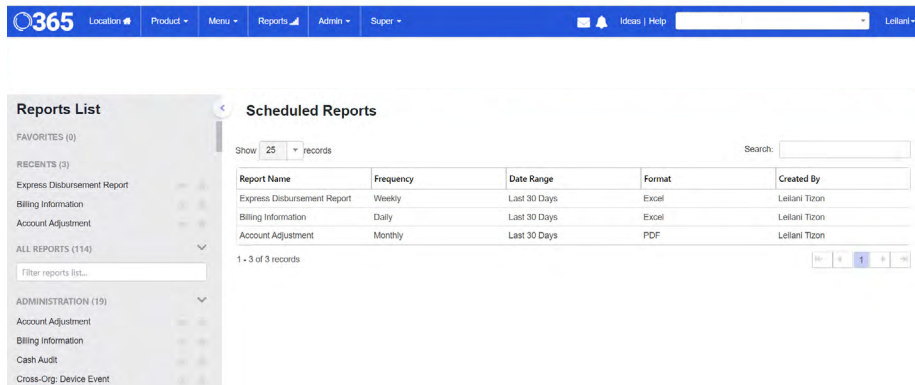 365 Location Product Menu Reports Admin Super Ideas | Help Leilani
Reports List
FAVORITES (0)
RECENTS (3)
Express Disbursement Report
Billing Information
Account Adjustment
ALL REPORTS (114)
Filter reports list...
ADMINISTRATION (19)
Account Adjustment
Billing Information
Cash Audit
Cross-Org: Device Event
Scheduled Reports
Show 25 records Search:
Report Name Frequency Date Range Format Created By
Express Disbursement Report Weekly Last 30 Days Excel Leilani Tizon
Billing Information Daily Last 30 Days Excel Leilani Tizon
Account Adjustment Monthly Last 30 Days PDF Leilani Tizon
1 - 3 of 3 records 1